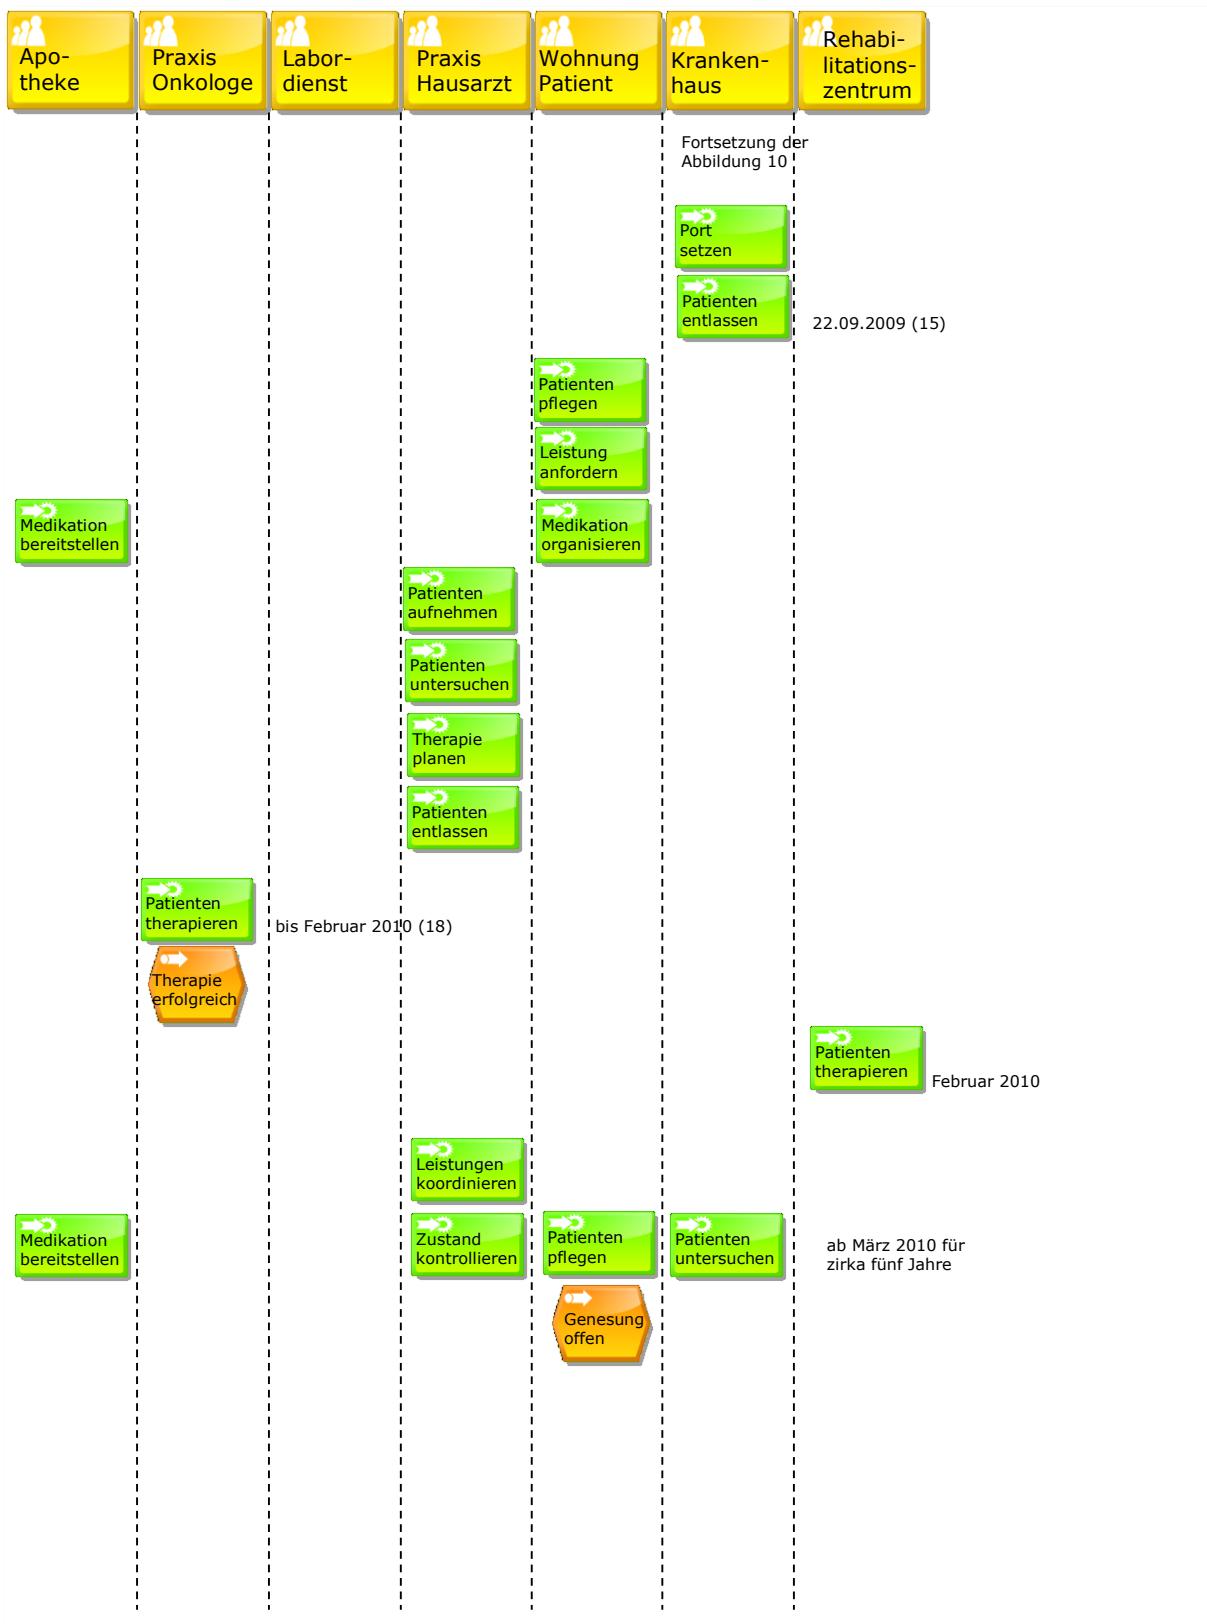 Apo-
theke
Praxis
Onkologe
Labor-
dienst
Praxis
Hausarzt
Wohnung
Patient
Kranken-
haus
Rehabi-
litations-
zentrum
Fortsetzung der
Abbildung 10
Port
setzen
Patienten
entlassen
22.09.2009 (15)
Patienten
pflegen
Leistung
anfordern
Medikation
bereitstellen
Medikation
organisieren
Patienten
aufnehmen
Patienten
untersuchen
Therapie
planen
Patienten
entlassen
Patienten
therapieren
bis Februar 2010 (18)
Therapie
erfolgreich
Patienten
therapieren
Februar 2010
Leistungen
koordinieren
Medikation
bereitstellen
Zustand
kontrollieren
Patienten
pflegen
Patienten
untersuchen
ab März 2010 für
zirka fünf Jahre
Genesung
offen